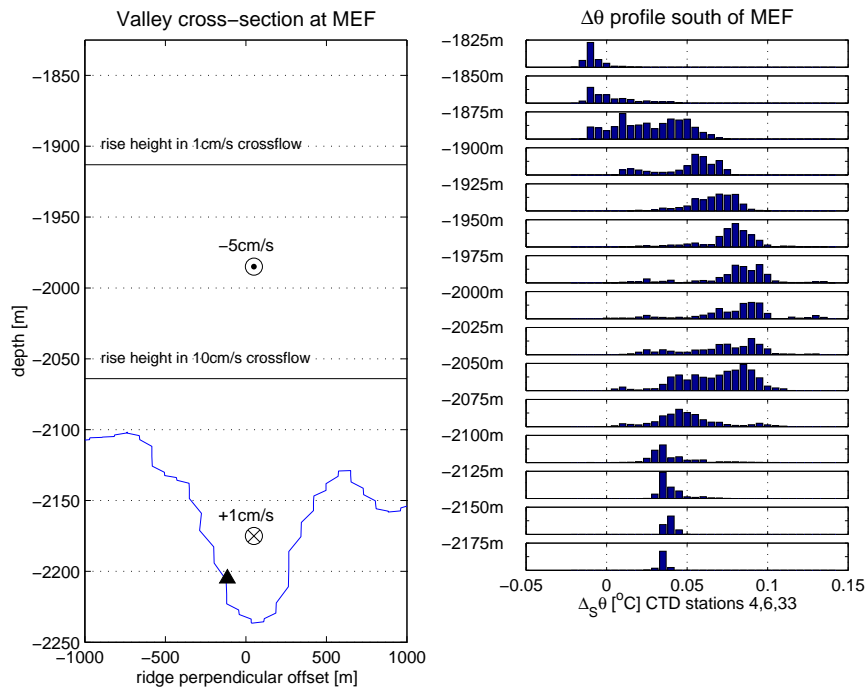 Valley cross−section at MEF
−1850
−1900
−1950
−2000
−2050
−2100
−2150
−2200
−2250
depth [m]
rise height in 1cm/s crossflow
−5cm/s
rise height in 10cm/s crossflow
+1cm/s
−1000
−500
0
500
1000
ridge perpendicular offset [m]
Δθ profile south of MEF
−1825m
−1850m
−1875m
−1900m
−1925m
−1950m
−1975m
−2000m
−2025m
−2050m
−2075m
−2100m
−2125m
−2150m
−2175m
−0.05
0
0.05
0.1
0.15
ΔSθ [oC] CTD stations 4,6,33